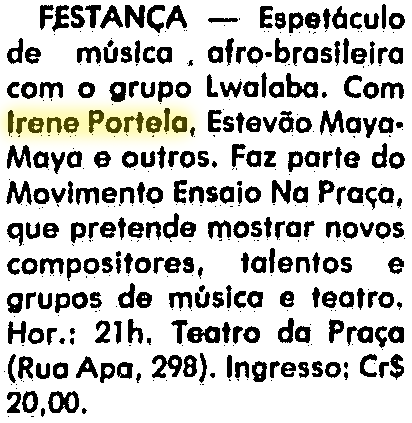 FESTANÇA — Espetáculo
de música, afro-brasileira
com o grupo Lwalaba. Com
Irene Portela, Estevão Maya-
Maya e outros. Faz parte do
Movimento Ensaio Na Praça,
que pretende mostrar novos
compositores, talentos e
grupos de música e teatro.
Hor.: 21h. Teatro da Praça
(Rua Apa, 298). Ingresso: Cr$
20,00.